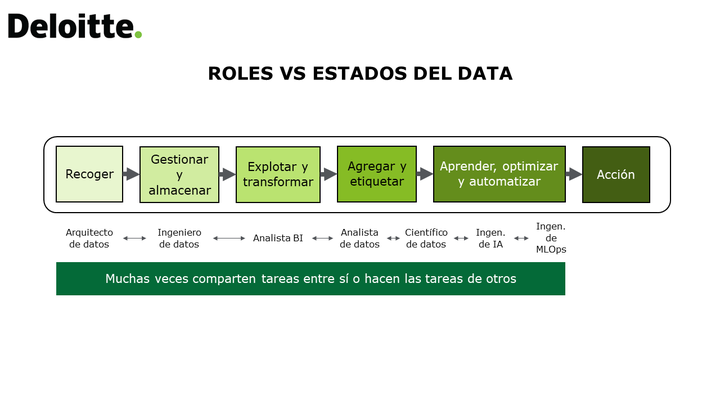 Deloitte.
ROLES VS ESTADOS DEL DATA
Recoger
Gestionar
y
almacenar
Explotar y
transformar
Agregar y
etiquetar
Aprender, optimizar
y automatizar
Acción
Arquitecto
de datos
Ingeniero
de datos
Analista BI
Analista
de datos
Científico
de datos
Ingen.
de IA
Ingen.
de
MLOps
Muchas veces comparten tareas entre sí o hacen las tareas de otros